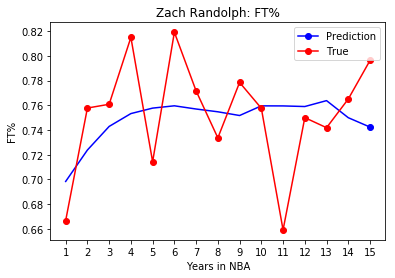 Zach Randolph: FT%
Prediction
True
FT%
0.82
0.80
0.78
0.76
0.74
0.72
0.70
0.68
0.66
1 2 3 4 5 6 7 8 9 10 11 12 13 14 15
Years in NBA